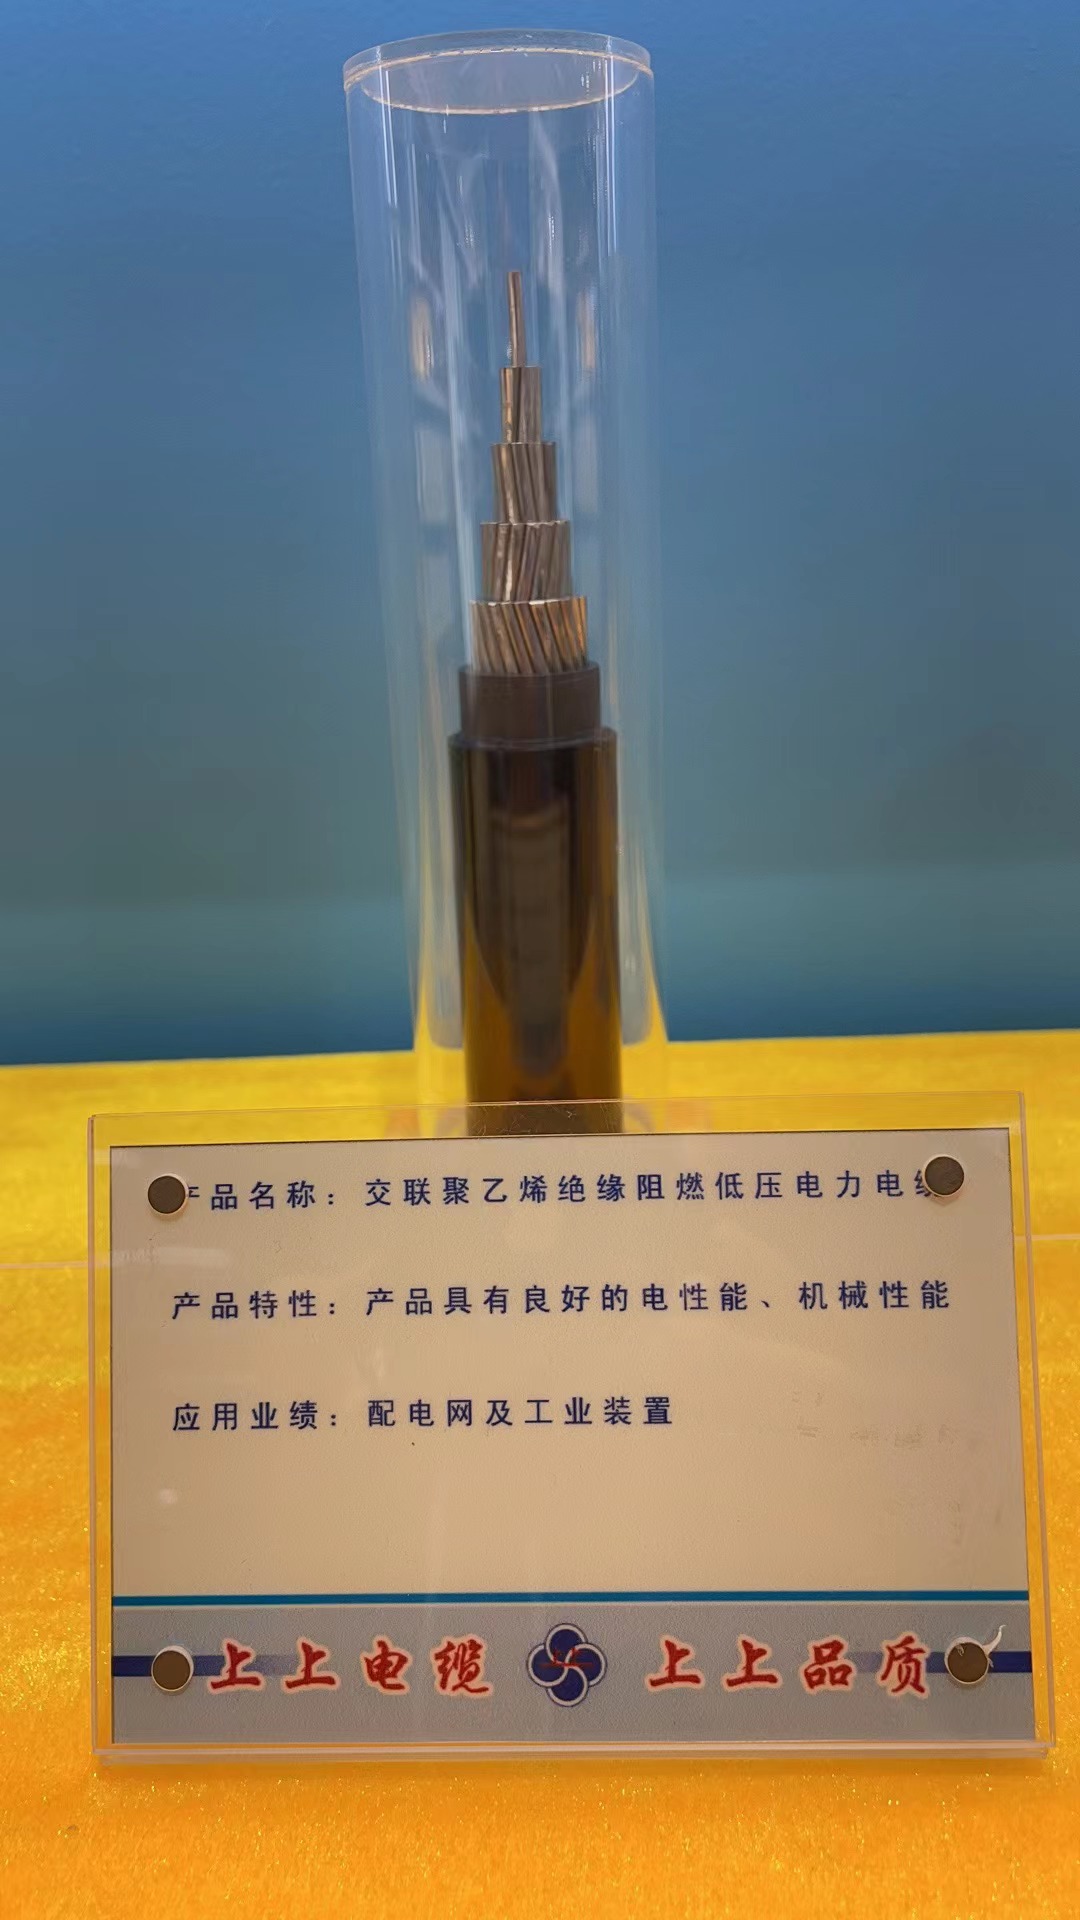 产品名称：交联聚乙烯绝缘阻燃低压电力电缆
产品特性：产品具有良好的电性能、机械性能
应用业绩：配电网及工业装置
上上电缆 上上品质